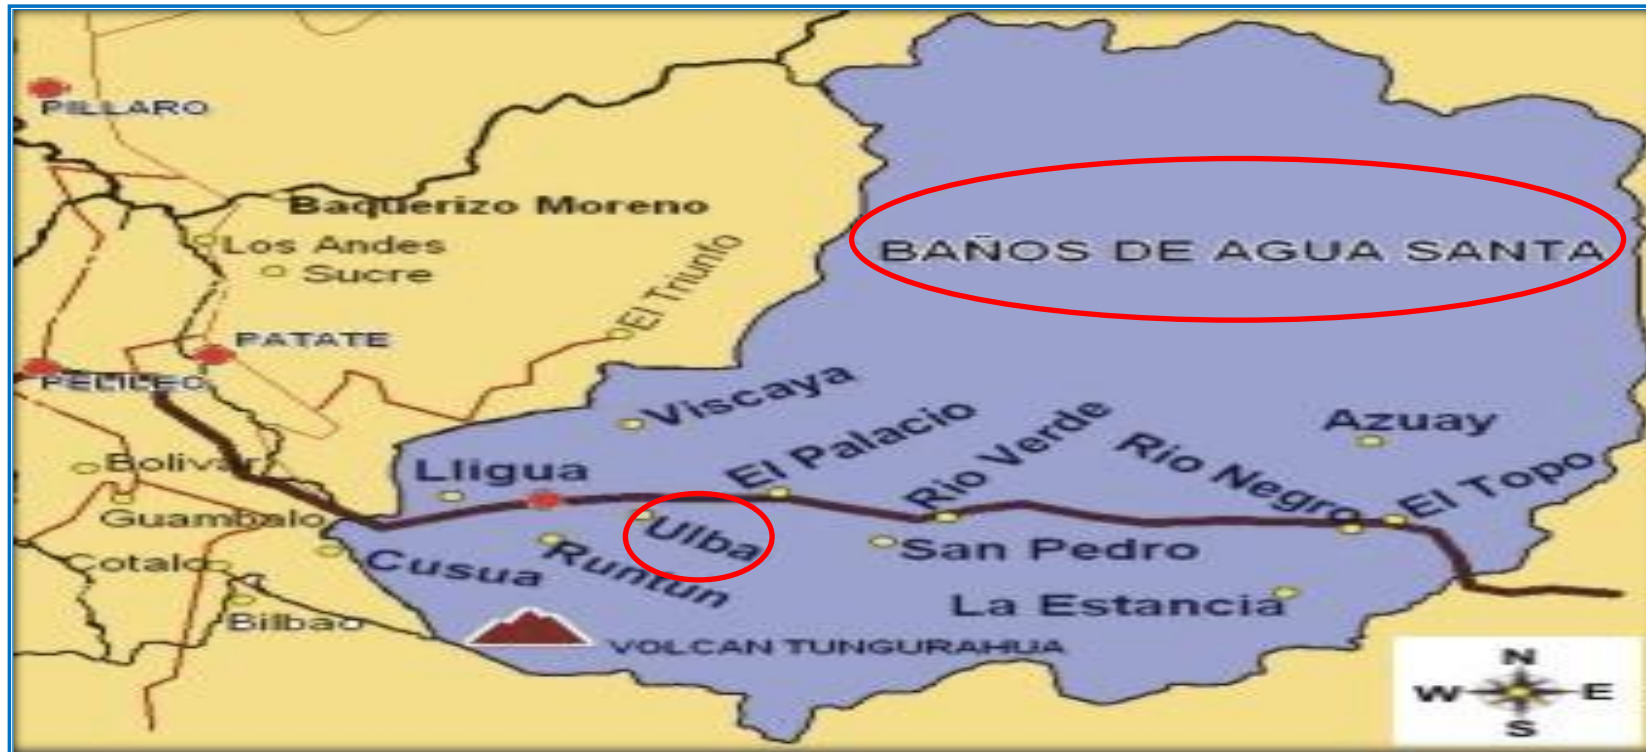 PILLARO
Baquerizo Moreno
Los Andes
Sucre
El Triunfo
BAÑOS DE AGUA SANTA
PATATE
PELILEO
Viscaya
Azuay
El Palacio
Rio Verde
Rio Negro
El Topo
Bolivar
Lligua
Guambalo
Ulba
San Pedro
Cotalo
Cusua
Runtun
La Estancia
Bilbao
VOLCAN TUNGURAHUA
N
W E
S